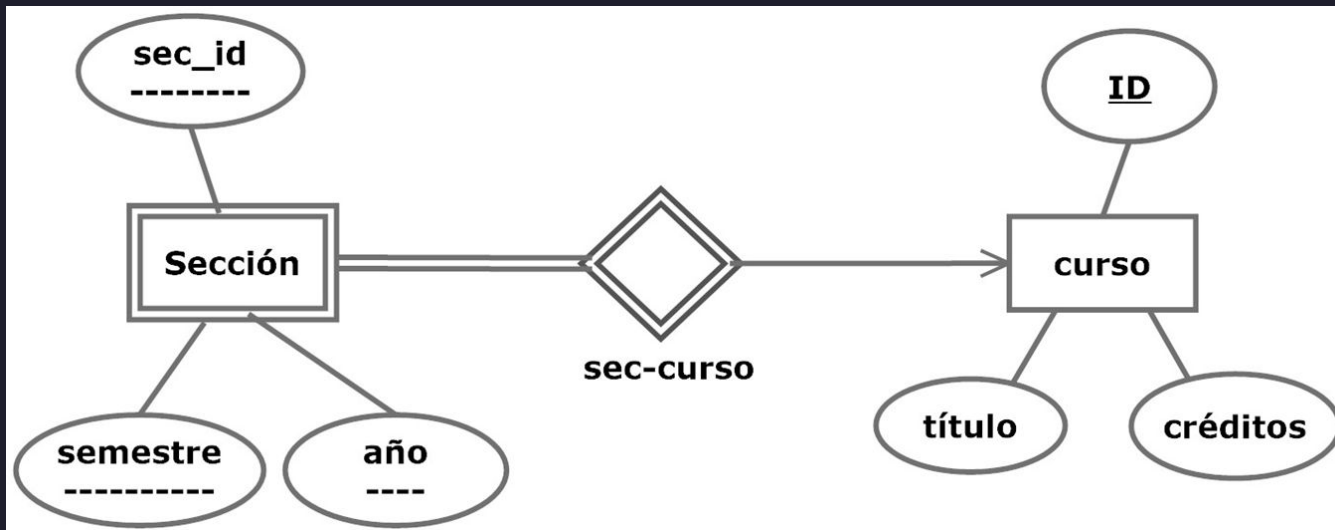 sec_id
--------
ID
Sección
curso
sec-curso
semestre
----------
año
----
título
créditos